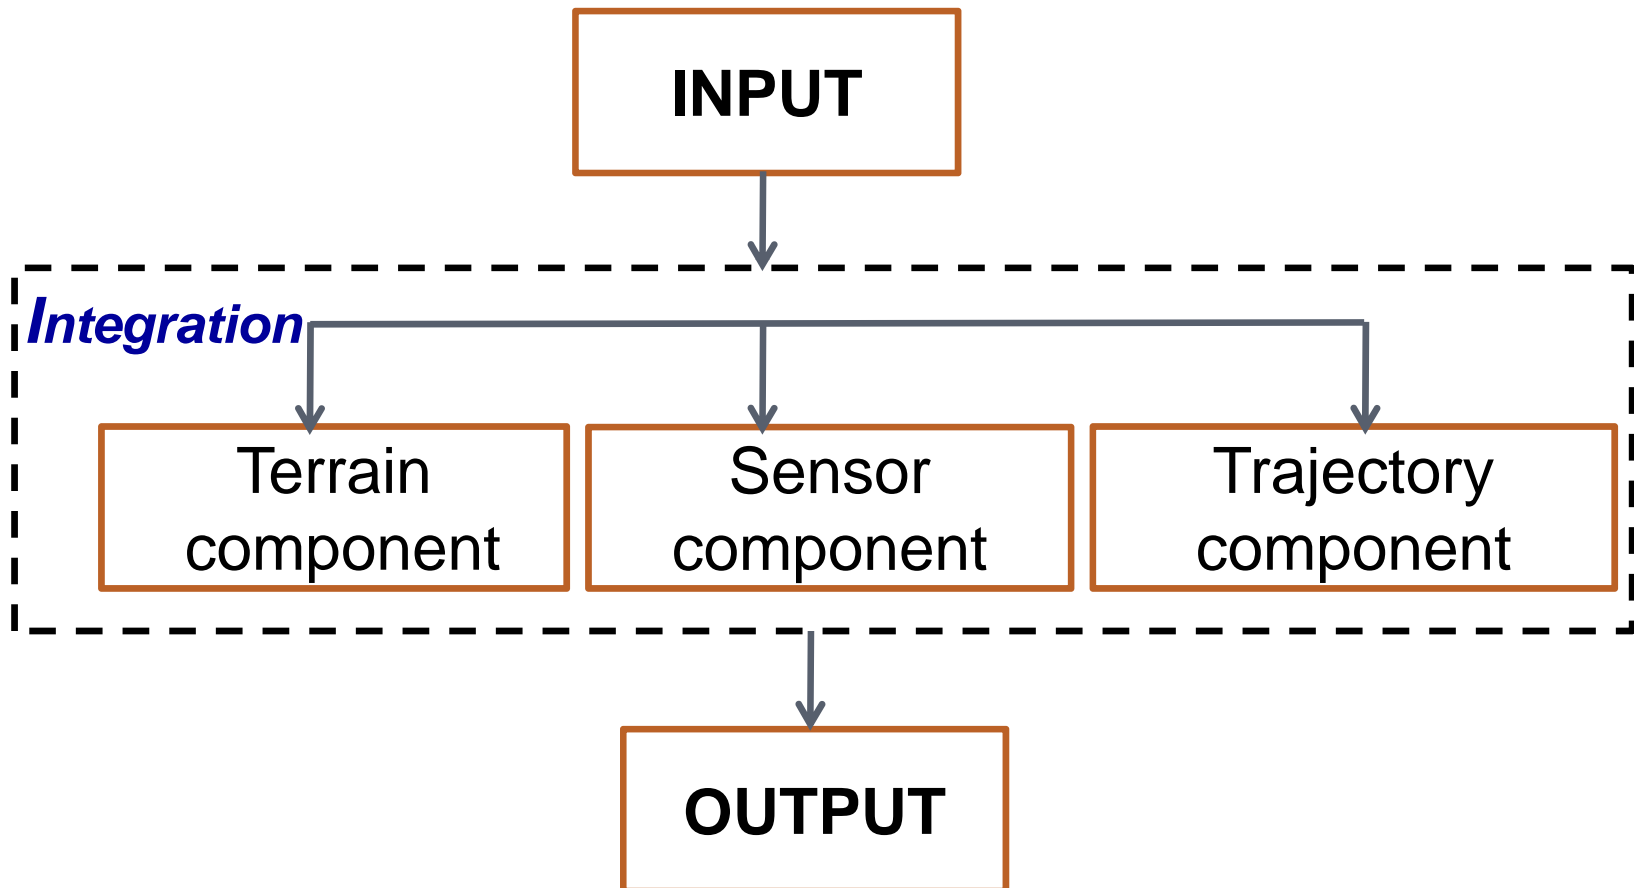 INPUT
Integration
Terrain
component
Sensor
component
Trajectory
component
OUTPUT